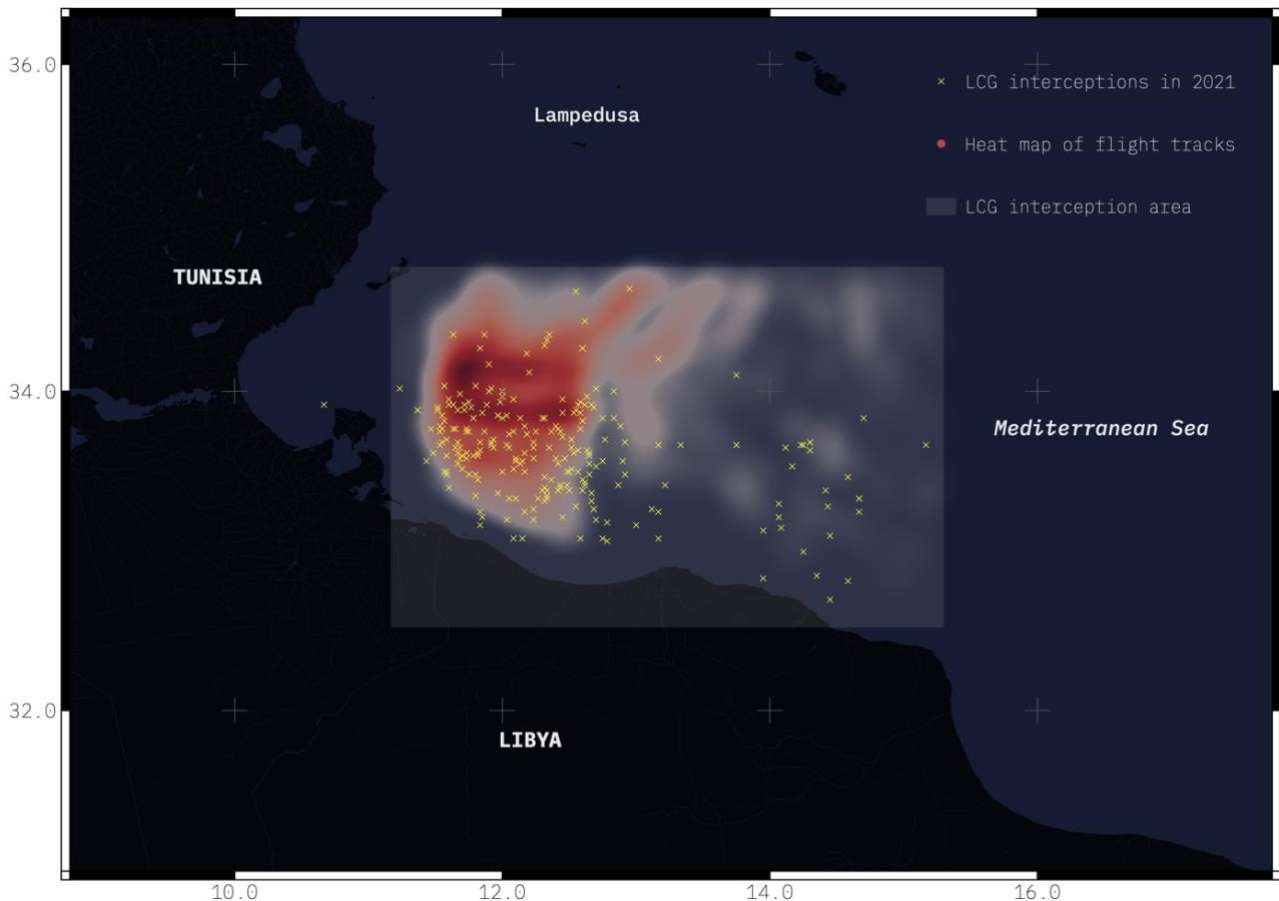 36.0
LCG interceptions in 2021
Lampedusa
Heat map of flight tracks
LCG interception area
TUNISIA
34.0
Mediterranean Sea
32.0
LIBYA
10.0 12.0 14.0 16.0